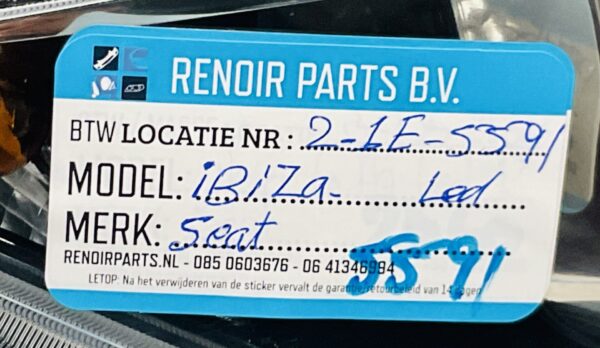 RENOIR PARTS B.V.
BTW LOCATIE NR : 2-1E-5591
MODEL: iBiZa Led
MERK: Seat
RENOIRPARTS.NL - 085 0603676 - 06 41346994
5591
LETOP: Na het verwijderen van de sticker vervalt de garantie/retourbeleid van 14 dagen